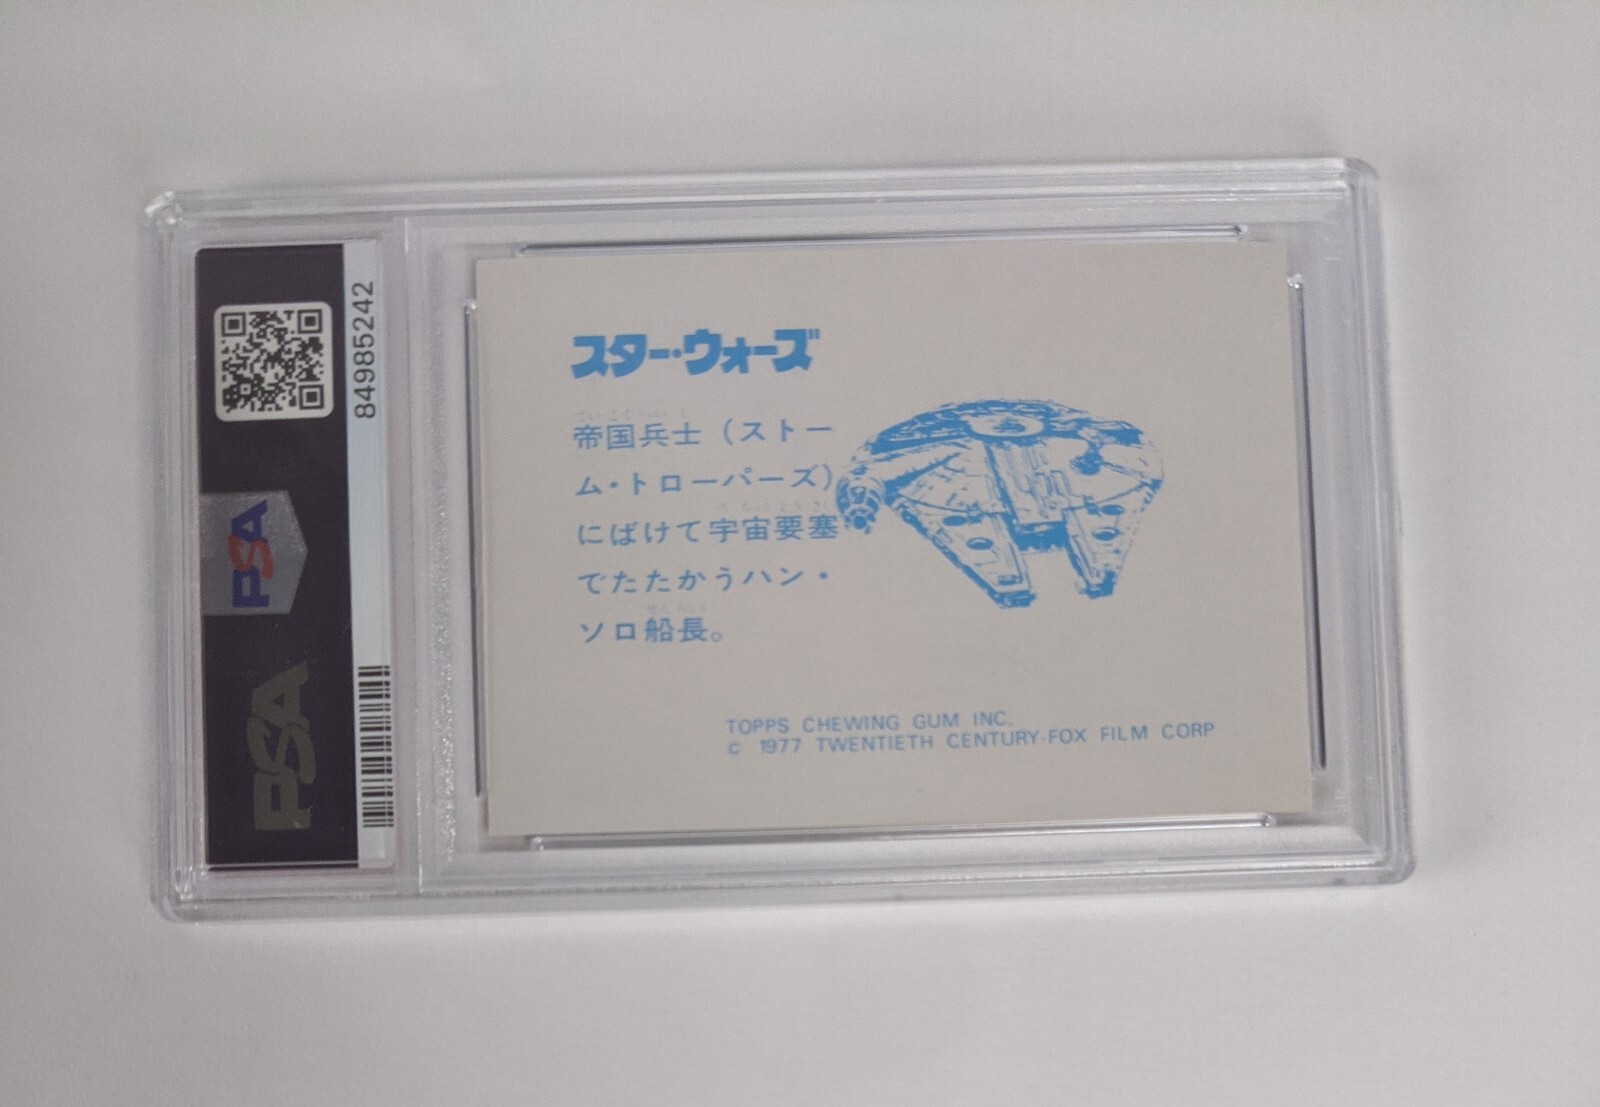 スター・ウォーズ
帝国兵士（ストー
ム・トローパーズ）
にばけて宇宙要塞
でたたかうハン・
ソロ船長。
TOPPS CHEWING GUM INC.
c 1977 TWENTIETH CENTURY-FOX FILM CORP
84985242
PSA
PSA